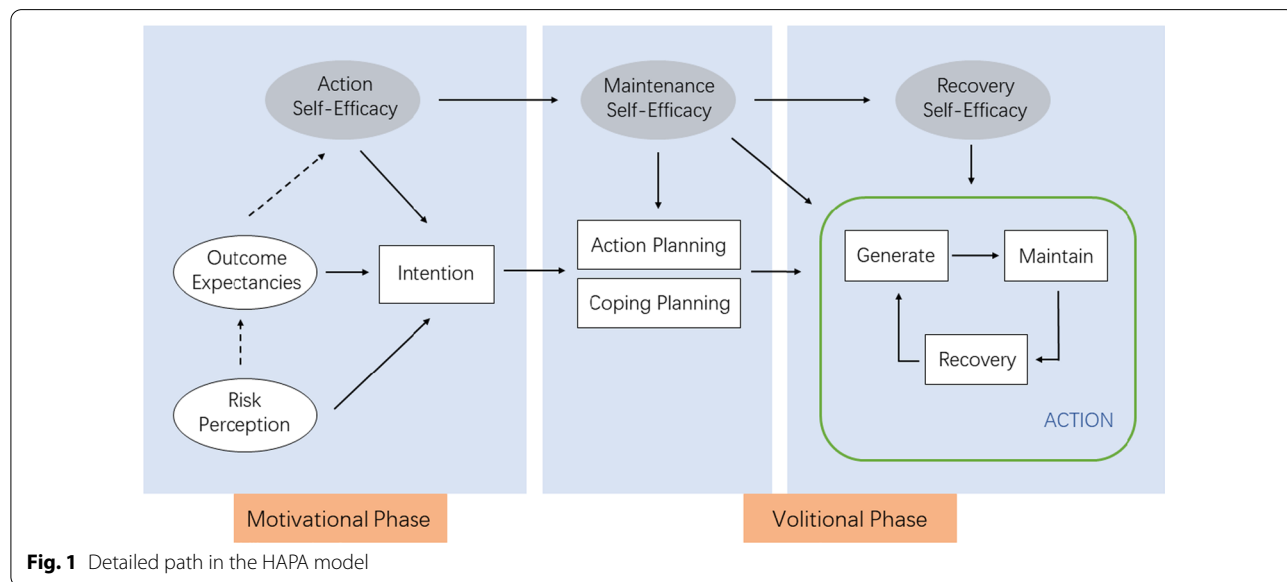 Action
Self-Efficacy
Maintenance
Self-Efficacy
Recovery
Self-Efficacy
Outcome
Expectancies
Intention
Action Planning
Coping Planning
Generate
Maintain
Recovery
Risk
Perception
ACTION
Motivational Phase
Volitional Phase
Fig. 1 Detailed path in the HAPA model